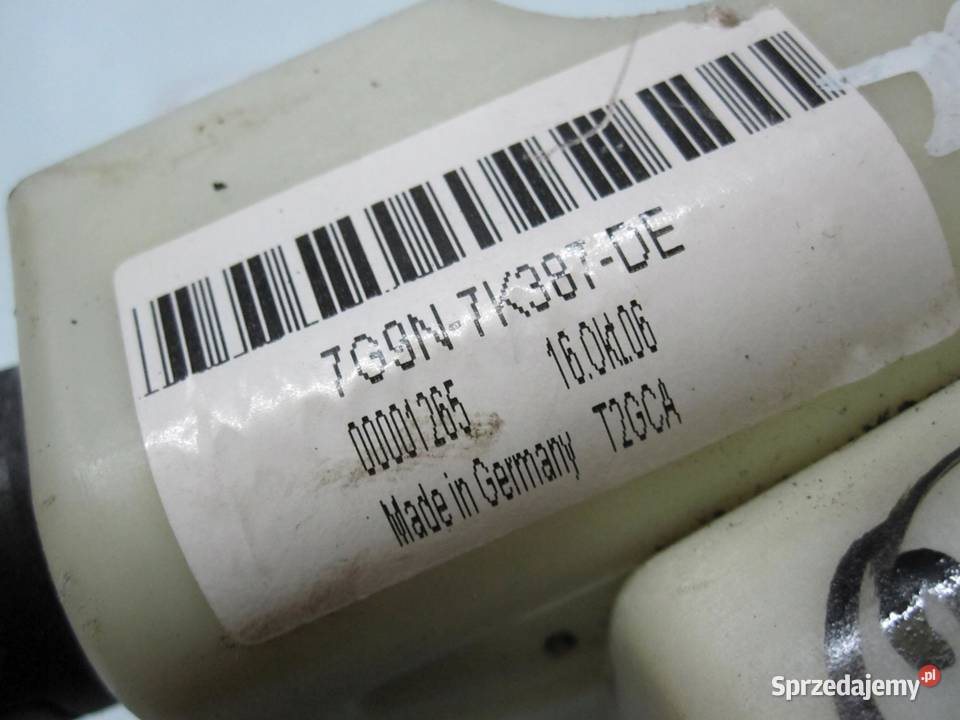 7G9N-7K387-DE
00001265 16.Okt.06
Made in Germany T2GCA
Sprzedajemy.pl